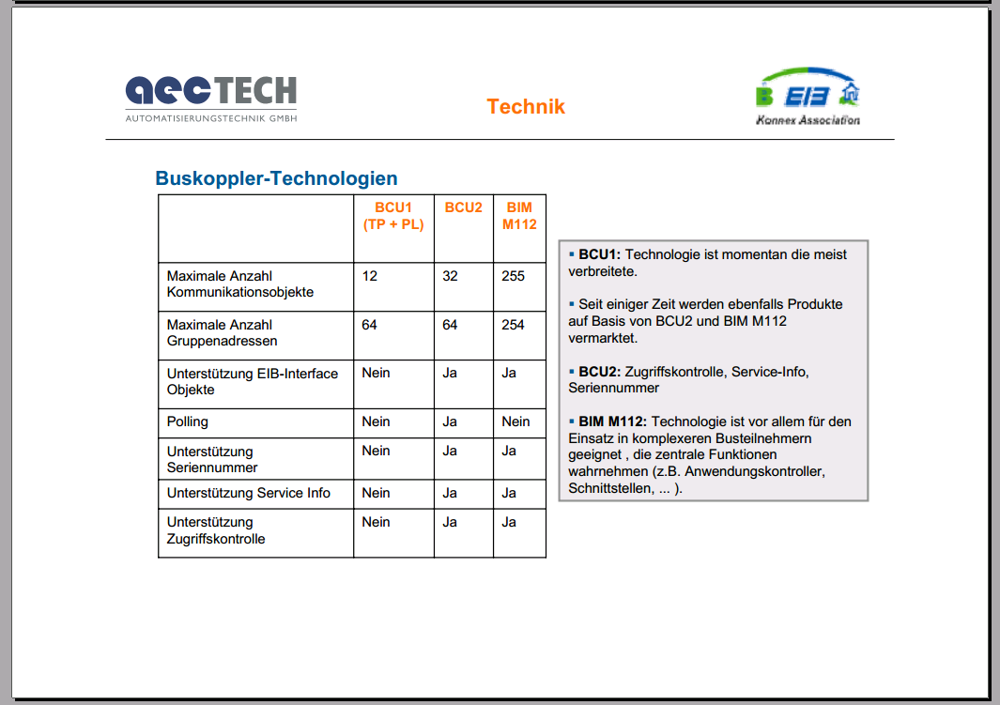 aecTECH
AUTOMATISIERUNGSTECHNIK GMBH
Technik
B EIB
Konnex Association
Buskoppler-Technologien
BCU1 BCU2 BIM
(TP + PL) M112
Maximale Anzahl 12 32 255
Kommunikationsobjekte
Maximale Anzahl 64 64 254
Gruppenadressen
Unterstützung EIB-Interface Nein Ja Ja
Objekte
Polling Nein Ja Nein
Unterstützung Nein Ja Ja
Seriennummer
Unterstützung Service Info Nein Ja Ja
Unterstützung Nein Ja Ja
Zugriffskontrolle
▪ BCU1: Technologie ist momentan die meist
verbreitete.
▪ Seit einiger Zeit werden ebenfalls Produkte
auf Basis von BCU2 und BIM M112
vermarktet.
▪ BCU2: Zugriffskontrolle, Service-Info,
Seriennummer
▪ BIM M112: Technologie ist vor allem für den
Einsatz in komplexeren Busteilnehmern
geeignet , die zentrale Funktionen
wahrnehmen (z.B. Anwendungskontroller,
Schnittstellen, ... ).